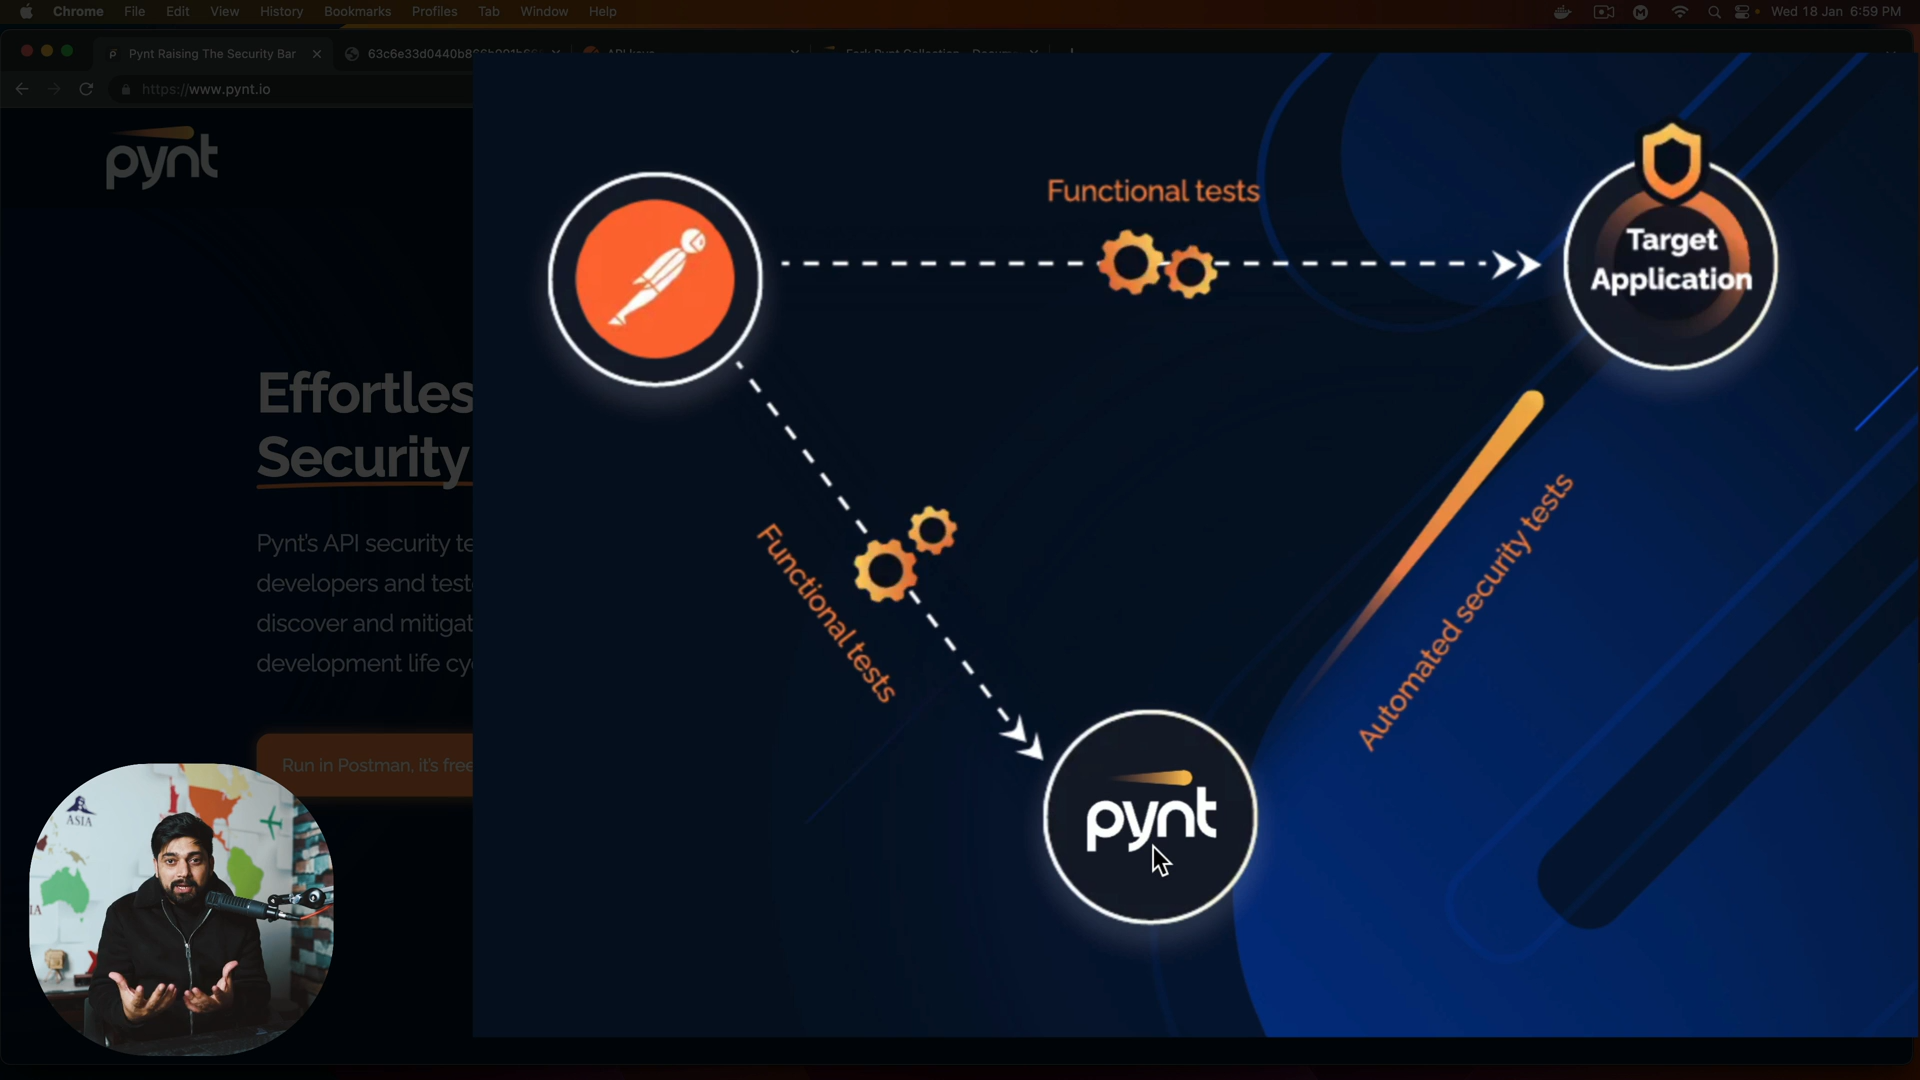 Chrome File Edit View History Bookmarks Profiles Tab Window Help
Wed 18 Jan 6:59 PM
Pynt Raising The Security Bar
https://www.pynt.io
pynt
Effortles
Security
Pynt's API security te
developers and test
discover and mitigat
development life cy
Run in Postman, it's free
Functional tests
Target
Application
Functional tests
Automated security tests
pynt
ASIA